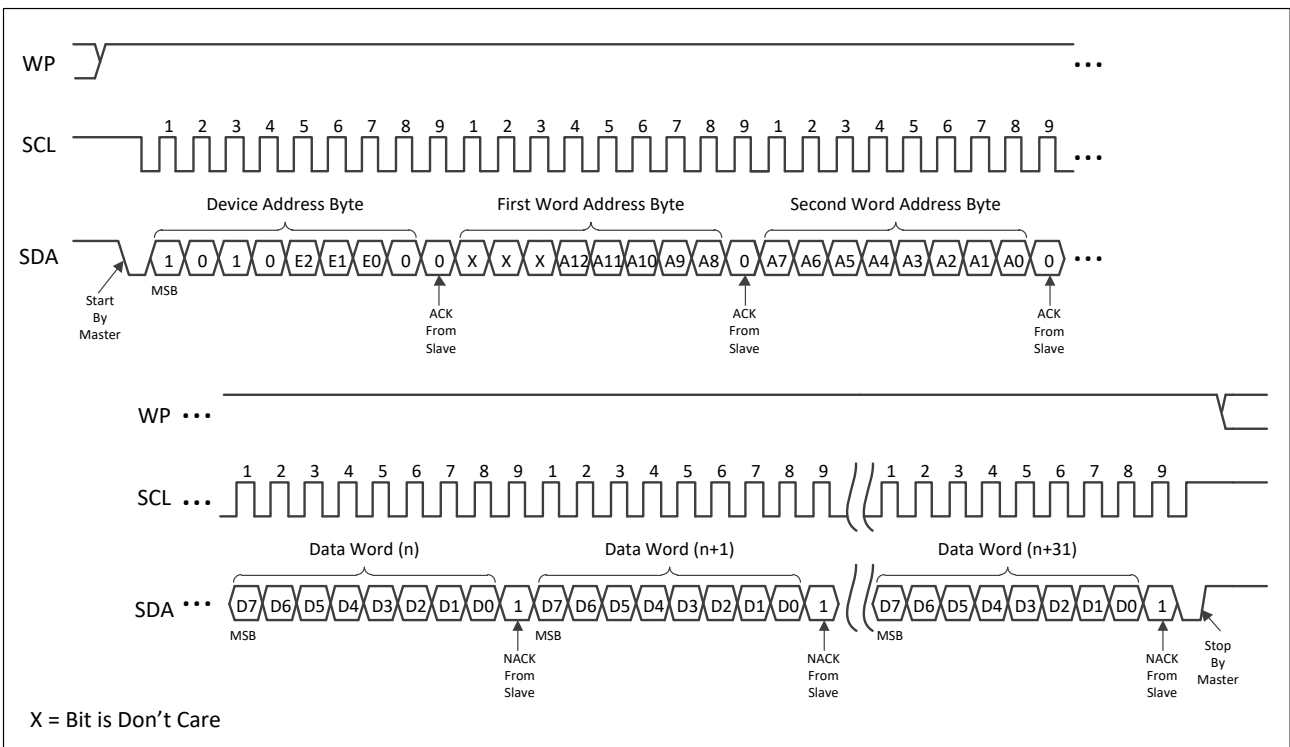 WP ...
SCL 1 2 3 4 5 6 7 8 9 1 2 3 4 5 6 7 8 9 1 2 3 4 5 6 7 8 9 ...
Device Address Byte First Word Address Byte Second Word Address Byte
SDA 1 0 1 0 E2 E1 E0 0 0 X X X A12 A11 A10 A9 A8 0 A7 A6 A5 A4 A3 A2 A1 A0 0 ...
MSB
Start
By
Master
ACK
From
Slave
ACK
From
Slave
ACK
From
Slave
WP ...
SCL ... 1 2 3 4 5 6 7 8 9 1 2 3 4 5 6 7 8 9 1 2 3 4 5 6 7 8 9
Data Word (n) Data Word (n+1) Data Word (n+31)
SDA ... D7 D6 D5 D4 D3 D2 D1 D0 1 D7 D6 D5 D4 D3 D2 D1 D0 1 D7 D6 D5 D4 D3 D2 D1 D0 1
MSB MSB MSB
NACK
From
Slave
NACK
From
Slave
NACK
From
Slave
Stop
By
Master
X = Bit is Don’t Care